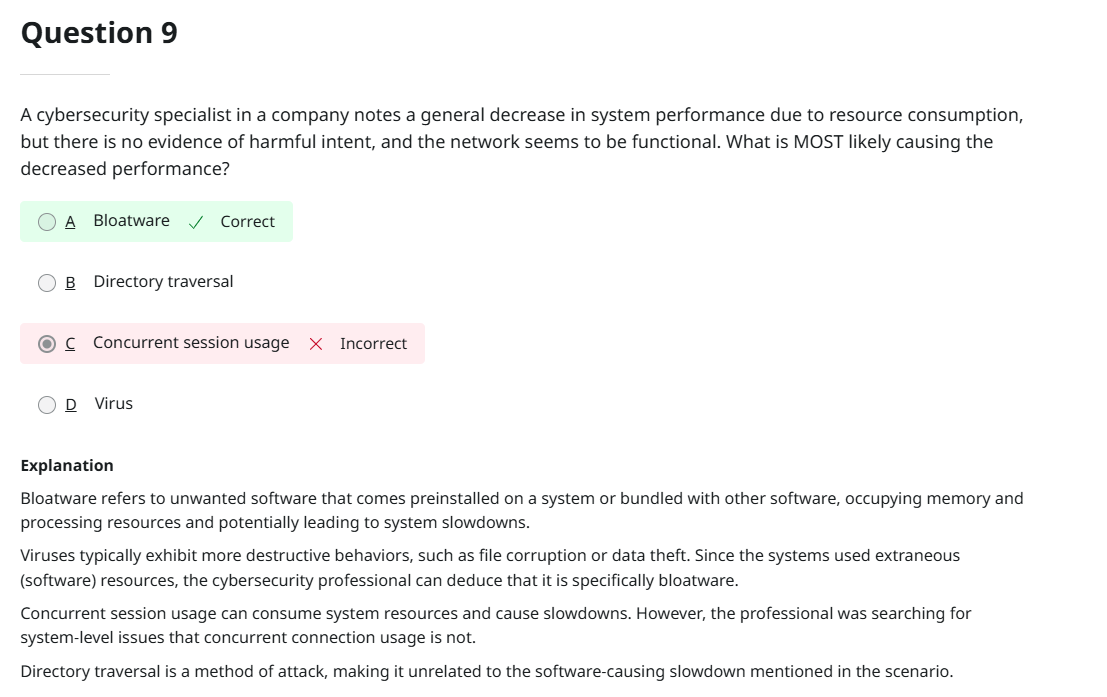 Question 9
A cybersecurity specialist in a company notes a general decrease in system performance due to resource consumption,
but there is no evidence of harmful intent, and the network seems to be functional. What is MOST likely causing the
decreased performance?
A Bloatware ✓ Correct
B Directory traversal
C Concurrent session usage ✕ Incorrect
D Virus
Explanation
Bloatware refers to unwanted software that comes preinstalled on a system or bundled with other software, occupying memory and
processing resources and potentially leading to system slowdowns.
Viruses typically exhibit more destructive behaviors, such as file corruption or data theft. Since the systems used extraneous
(software) resources, the cybersecurity professional can deduce that it is specifically bloatware.
Concurrent session usage can consume system resources and cause slowdowns. However, the professional was searching for
system-level issues that concurrent connection usage is not.
Directory traversal is a method of attack, making it unrelated to the software-causing slowdown mentioned in the scenario.